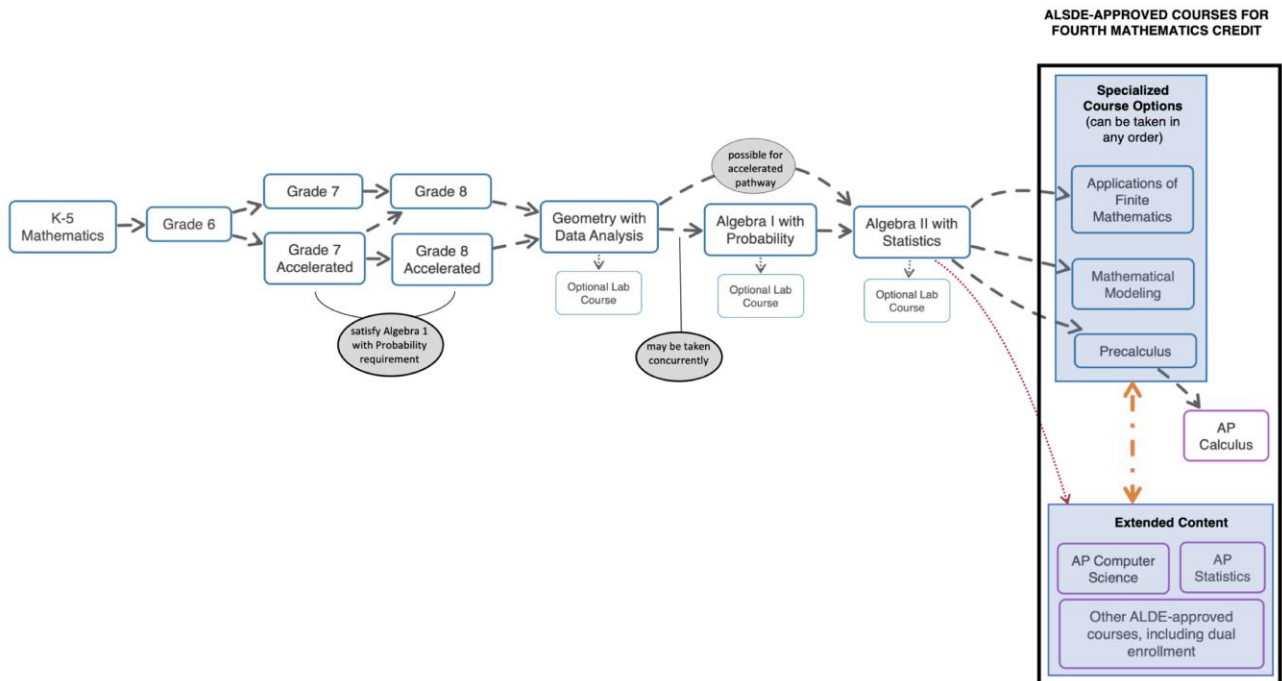 ALSDE-APPROVED COURSES FOR
FOURTH MATHEMATICS CREDIT
Specialized
Course Options
(can be taken in
any order)
possible for
accelerated
pathway
K-5
Mathematics
Grade 6
Grade 7
Grade 8
Grade 7
Accelerated
Grade 8
Accelerated
Geometry with
Data Analysis
Algebra I with
Probability
Algebra II with
Statistics
Applications of
Finite
Mathematics
Mathematical
Modeling
Precalculus
Optional Lab
Course
Optional Lab
Course
Optional Lab
Course
satisfy Algebra 1
with Probability
requirement
may be taken
concurrently
AP
Calculus
Extended Content
AP Computer
Science
AP
Statistics
Other ALDE-approved
courses, including dual
enrollment